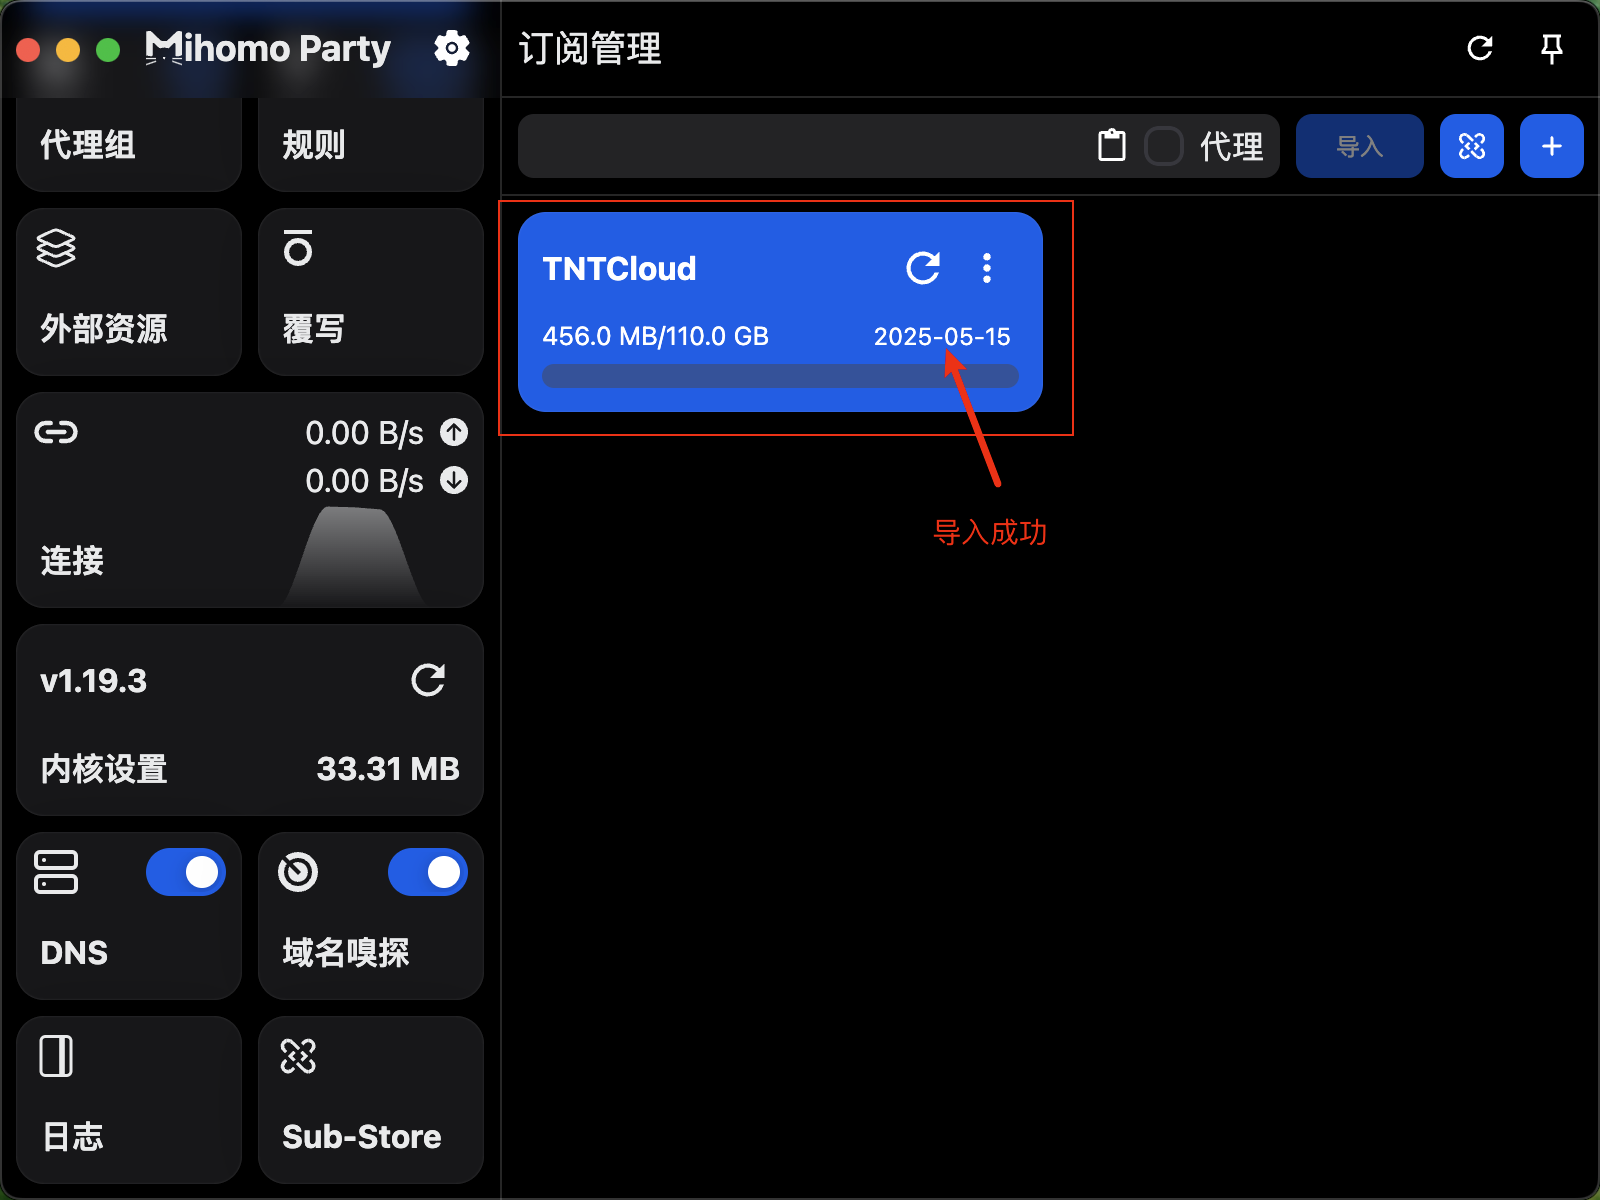 Mihomo Party
订阅管理
代理组
规则
代理
导入
外部资源
覆写
TNTCloud
456.0 MB/110.0 GB
2025-05-15
导入成功
0.00 B/s
0.00 B/s
连接
v1.19.3
内核设置
33.31 MB
DNS
域名嗅探
日志
Sub-Store